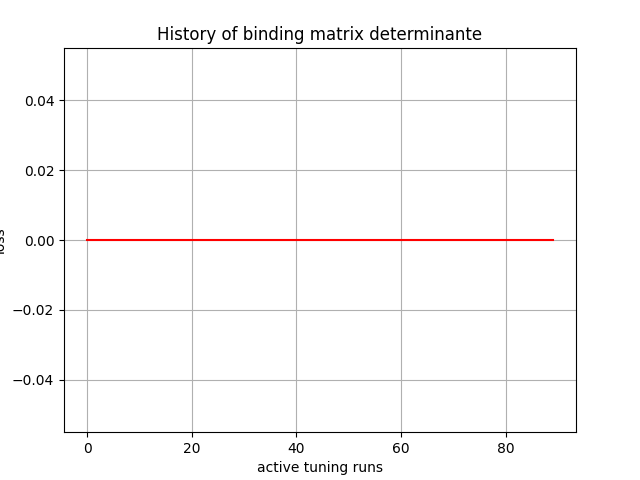 History of binding matrix determinante
0.04
0.02
0.00
−0.02
−0.04
loss
0 20 40 60 80
active tuning runs